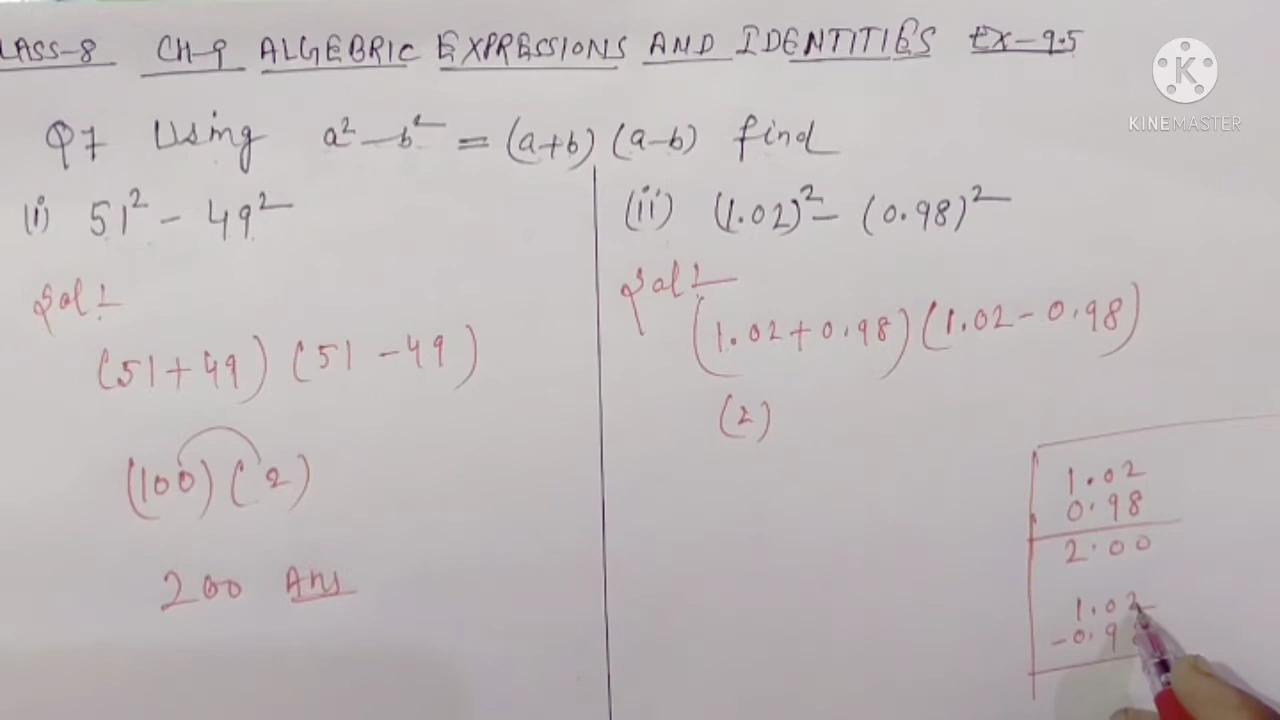 LASS-8 CH-9 ALGEBRIC EXPRESSIONS AND IDENTITIES EX-9.5
K
KINEMASTER
Q7 Using a² - b² = (a+b) (a-b) find
(i) 51² - 49²
Sol:
(51+49) (51-49)
(100) (2)
200 Ans
(ii) (1.02)² - (0.98)²
Sol:
(1.02+0.98) (1.02-0.98)
(2)
1.02
0.98
2.00
1.02
-0.9